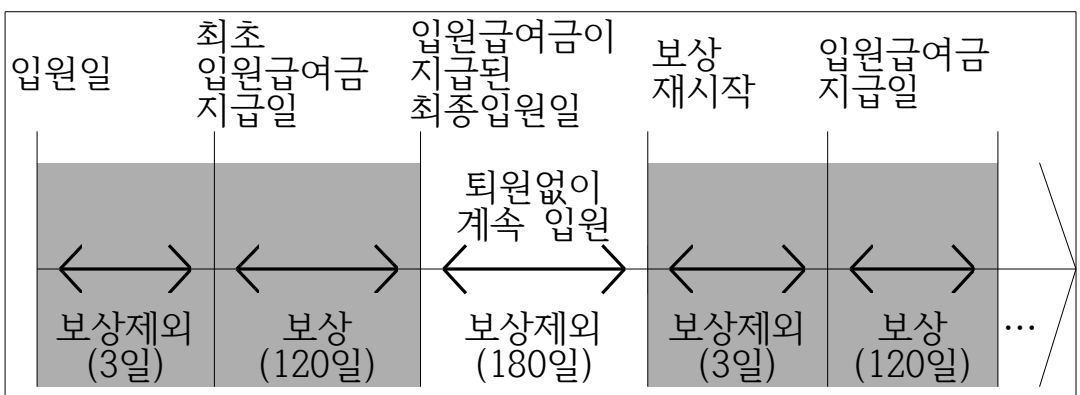 입원일
최초
입원급여금
지급일
입원급여금이
지급된
최종입원일
보상
재시작
입원급여금
지급일
퇴원없이
계속 입원
보상제외
(3일)
보상
(120일)
보상제외
(180일)
보상제외
(3일)
보상
(120일)
…